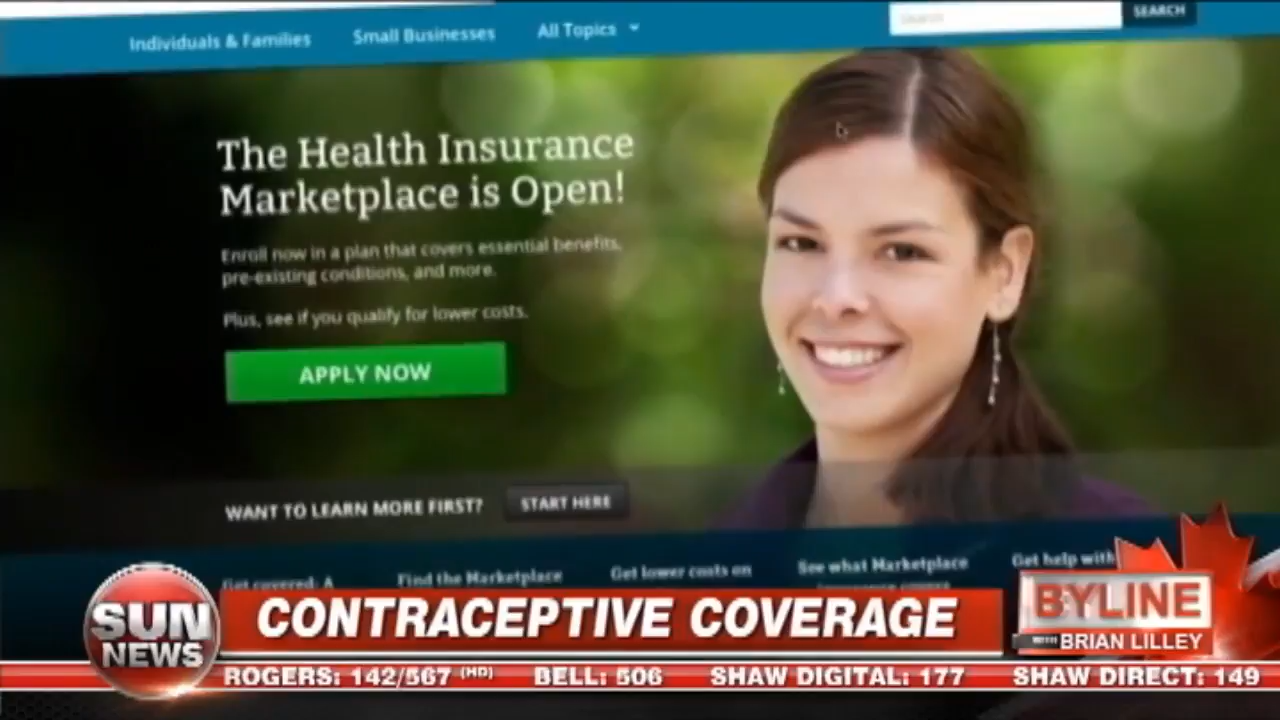 Individuals & Families
Small Businesses
All Topics
Search
SEARCH
The Health Insurance
Marketplace is Open!
Enroll now in a plan that covers essential benefits,
pre-existing conditions, and more.
Plus, see if you qualify for lower costs.
APPLY NOW
WANT TO LEARN MORE FIRST?
START HERE
Get covered: A
Find the Marketplace
Get lower costs on
See what Marketplace
Get help with
SUN
NEWS
CONTRACEPTIVE COVERAGE
BYLINE
WITH BRIAN LILLEY
ROGERS: 142/567 (HD) BELL: 506 SHAW DIGITAL: 177 SHAW DIRECT: 149